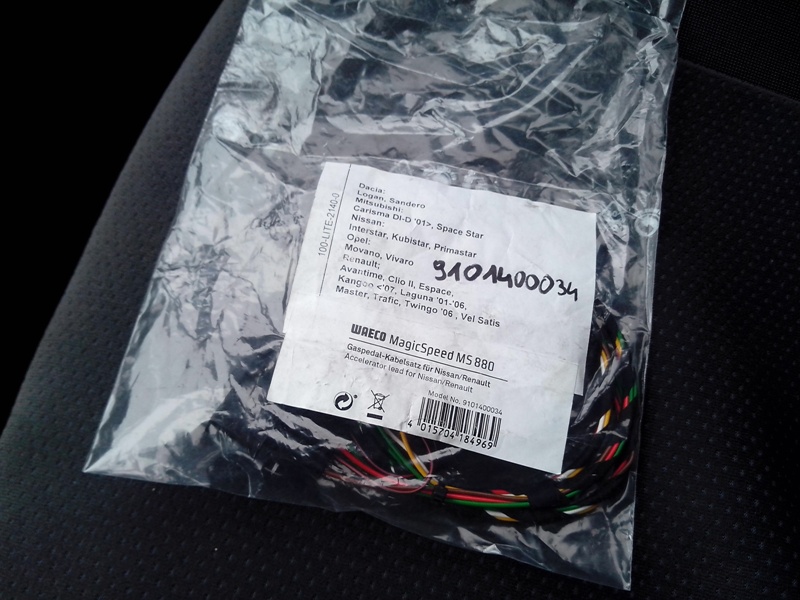 100-LITE-2140-0
Dacia:
Logan, Sandero
Mitsubishi:
Carisma DI-D '01>, Space Star
Nissan:
Interstar, Kubistar, Primastar
Opel:
Movano, Vivaro
Renault:
Avantime, Clio II, Espace,
Kangoo <'07, Laguna '01-'06,
Master, Trafic, Twingo '06 , Vel Satis
9101400034
WAECO MagicSpeed MS 880
Gaspedal-Kabelsatz für Nissan/Renault
Accelerator lead for Nissan/Renault
Model No. 9101400034
4 015704 184969